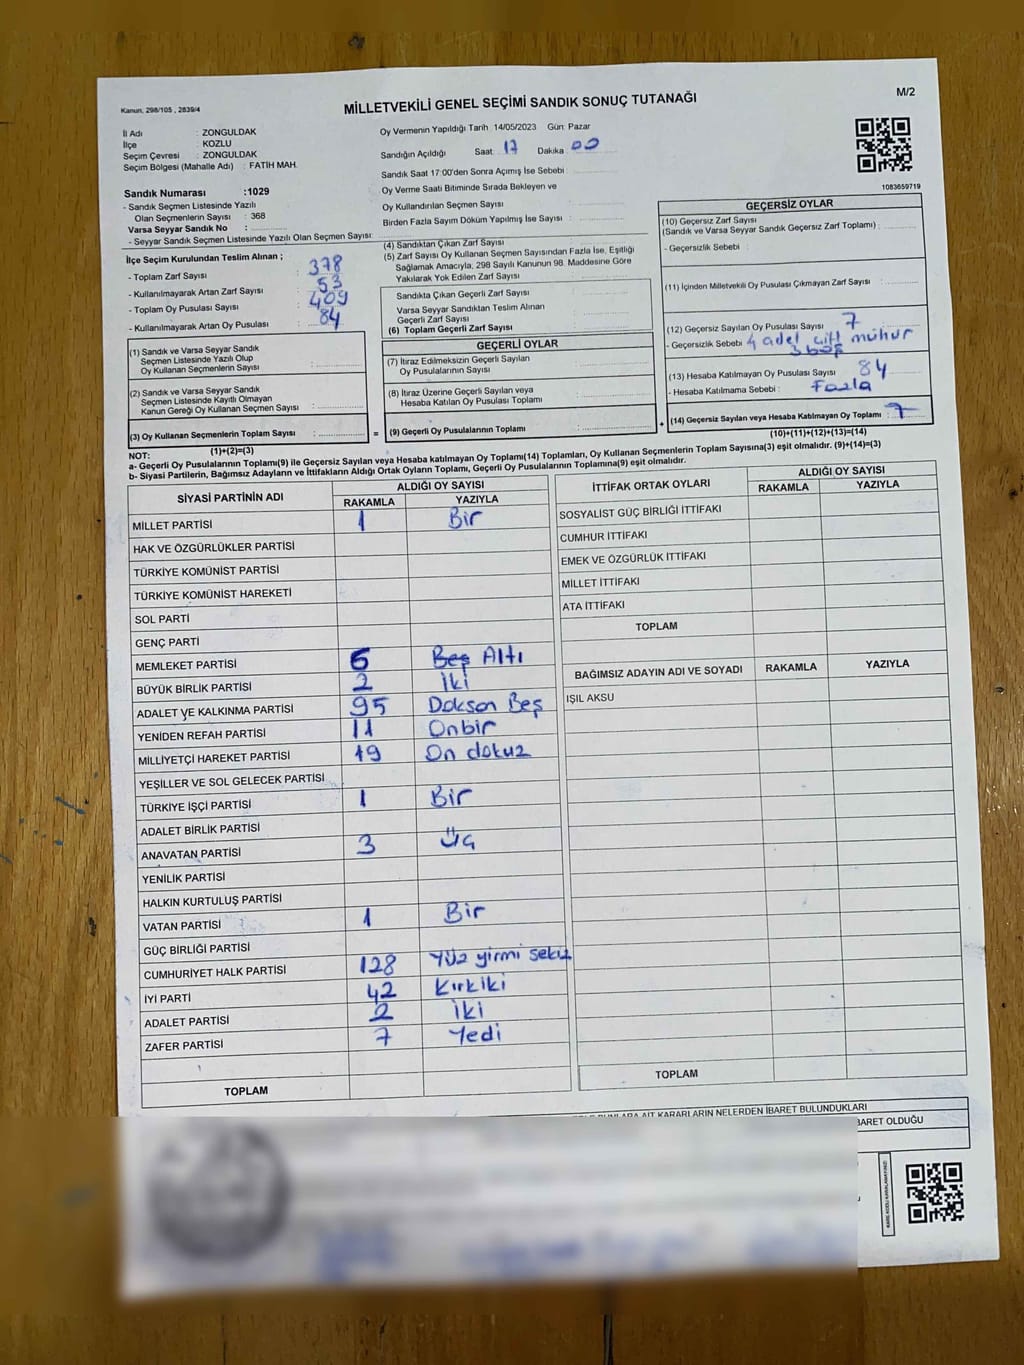 Kanun, 298/105 , 2839/4
MİLLETVEKİLİ GENEL SEÇİMİ SANDIK SONUÇ TUTANAĞI
M/2
İl Adı : ZONGULDAK
İlçe : KOZLU
Seçim Çevresi : ZONGULDAK
Seçim Bölgesi (Mahalle Adı) : FATİH MAH.
Sandık Numarası :1029
- Sandık Seçmen Listesinde Yazılı
Olan Seçmenlerin Sayısı : 368
Varsa Seyyar Sandık No :
- Seyyar Sandık Seçmen Listesinde Yazılı Olan Seçmen Sayısı:
Oy Vermenin Yapıldığı Tarih 14/05/2023 Gün: Pazar
Sandığın Açıldığı Saat 17 Dakika 00
Sandık Saat 17:00'den Sonra Açımış İse Sebebi :
Oy Verme Saati Bitiminde Sırada Bekleyen ve
Oy Kullandırılan Seçmen Sayısı :
Birden Fazla Sayım Döküm Yapılmış İse Sayısı :
1083659719
İlçe Seçim Kurulundan Teslim Alınan ;
- Toplam Zarf Sayısı : 378
- Kullanılmayarak Artan Zarf Sayısı : 53
- Toplam Oy Pusulası Sayısı : 409
- Kullanılmayarak Artan Oy Pusulası : 84
(1) Sandık ve Varsa Seyyar Sandık
Seçmen Listesinde Yazılı Olup
Oy Kullanan Seçmenlerin Sayısı :
(2) Sandık ve Varsa Seyyar Sandık
Seçmen Listesinde Kayıtlı Olmayan
Kanun Gereği Oy Kullanan Seçmen Sayısı :
(3) Oy Kullanan Seçmenlerin Toplam Sayısı :
(1)+(2)=(3)
(4) Sandıktan Çıkan Zarf Sayısı :
(5) Zarf Sayısı Oy Kullanan Seçmen Sayısından Fazla İse, Eşitliği
Sağlamak Amacıyla, 298 Sayılı Kanunun 98. Maddesine Göre
Yakılarak Yok Edilen Zarf Sayısı :
Sandıkta Çıkan Geçerli Zarf Sayısı :
Varsa Seyyar Sandıktan Teslim Alınan
Geçerli Zarf Sayısı :
(6) Toplam Geçerli Zarf Sayısı :
GEÇERLİ OYLAR
(7) İtiraz Edilmeksizin Geçerli Sayılan
Oy Pusulalarının Sayısı :
(8) İtiraz Üzerine Geçerli Sayılan veya
Hesaba Katılan Oy Pusulası Toplamı :
= (9) Geçerli Oy Pusulalarının Toplamı :
GEÇERSİZ OYLAR
(10) Geçersiz Zarf Sayısı
(Sandık ve Varsa Seyyar Sandık Geçersiz Zarf Toplamı) :
- Geçersizlik Sebebi :
(11) İçinden Milletvekili Oy Pusulası Çıkmayan Zarf Sayısı :
(12) Geçersiz Sayılan Oy Pusulası Sayısı : 7
- Geçersizlik Sebebi : 4 adet çift mühür
3 boş
(13) Hesaba Katılmayan Oy Pusulası Sayısı : 84
- Hesaba Katılmama Sebebi : Fazla
+ (14) Geçersiz Sayılan veya Hesaba Katılmayan Oy Toplamı : 7
(10)+(11)+(12)+(13)=(14)
NOT:
a- Geçerli Oy Pusulalarının Toplamı(9) ile Geçersiz Sayılan veya Hesaba katılmayan Oy Toplamı(14) Toplamları, Oy Kullanan Seçmenlerin Toplam Sayısına(3) eşit olmalıdır. (9)+(14)=(3)
b- Siyasi Partilerin, Bağımsız Adayların ve İttifakların Aldığı Ortak Oyların Toplamı, Geçerli Oy Pusulalarının Toplamına(9) eşit olmalıdır.
SİYASİ PARTİNİN ADI ALDIĞI OY SAYISI
RAKAMLA YAZIYLA
MİLLET PARTİSİ 1 Bir
HAK VE ÖZGÜRLÜKLER PARTİSİ
TÜRKİYE KOMÜNİST PARTİSİ
TÜRKİYE KOMÜNİST HAREKETİ
SOL PARTİ
GENÇ PARTİ
MEMLEKET PARTİSİ 6 Beş Altı
BÜYÜK BİRLİK PARTİSİ 2 İki
ADALET VE KALKINMA PARTİSİ 95 Doksan Beş
YENİDEN REFAH PARTİSİ 11 Onbir
MİLLİYETÇİ HAREKET PARTİSİ 19 On dokuz
YEŞİLLER VE SOL GELECEK PARTİSİ
TÜRKİYE İŞÇİ PARTİSİ 1 Bir
ADALET BİRLİK PARTİSİ
ANAVATAN PARTİSİ 3 Üç
YENİLİK PARTİSİ
HALKIN KURTULUŞ PARTİSİ
VATAN PARTİSİ 1 Bir
GÜÇ BİRLİĞİ PARTİSİ
CUMHURİYET HALK PARTİSİ 128 Yüz yirmi sekiz
İYİ PARTİ 42 Kırkiki
ADALET PARTİSİ 2 İki
ZAFER PARTİSİ 7 Yedi
TOPLAM
İTTİFAK ORTAK OYLARI ALDIĞI OY SAYISI
RAKAMLA YAZIYLA
SOSYALİST GÜÇ BİRLİĞİ İTTİFAKI
CUMHUR İTTİFAKI
EMEK VE ÖZGÜRLÜK İTTİFAKI
MİLLET İTTİFAKI
ATA İTTİFAKI
TOPLAM
BAĞIMSIZ ADAYIN ADI VE SOYADI RAKAMLA YAZIYLA
IŞIL AKSU
TOPLAM
AİT KARARLARIN NELERDEN İBARET BULUNDUKLARI
BARET OLDUĞU